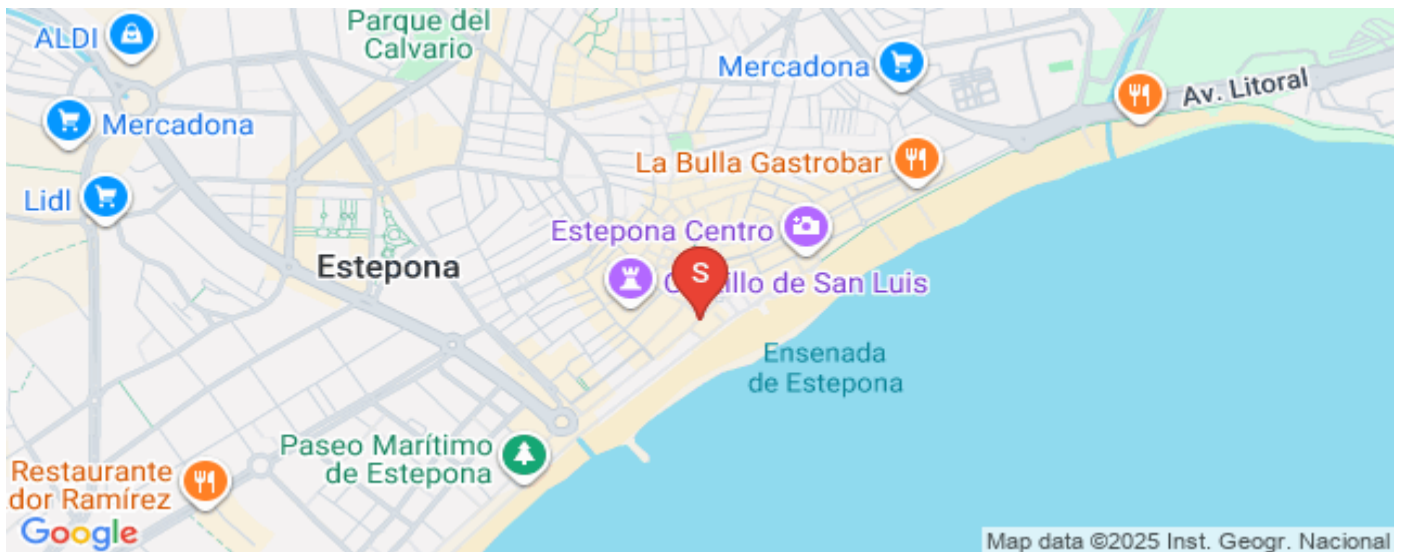 Parque del
Calvario
ALDI
Mercadona
Mercadona
Av. Litoral
La Bulla Gastrobar
Lidl
Estepona Centro
Estepona
S
illo de San Luis
Ensenada
de Estepona
Paseo Marítimo
de Estepona
Restaurante
dor Ramírez
Google
Map data ©2025 Inst. Geogr. Nacional